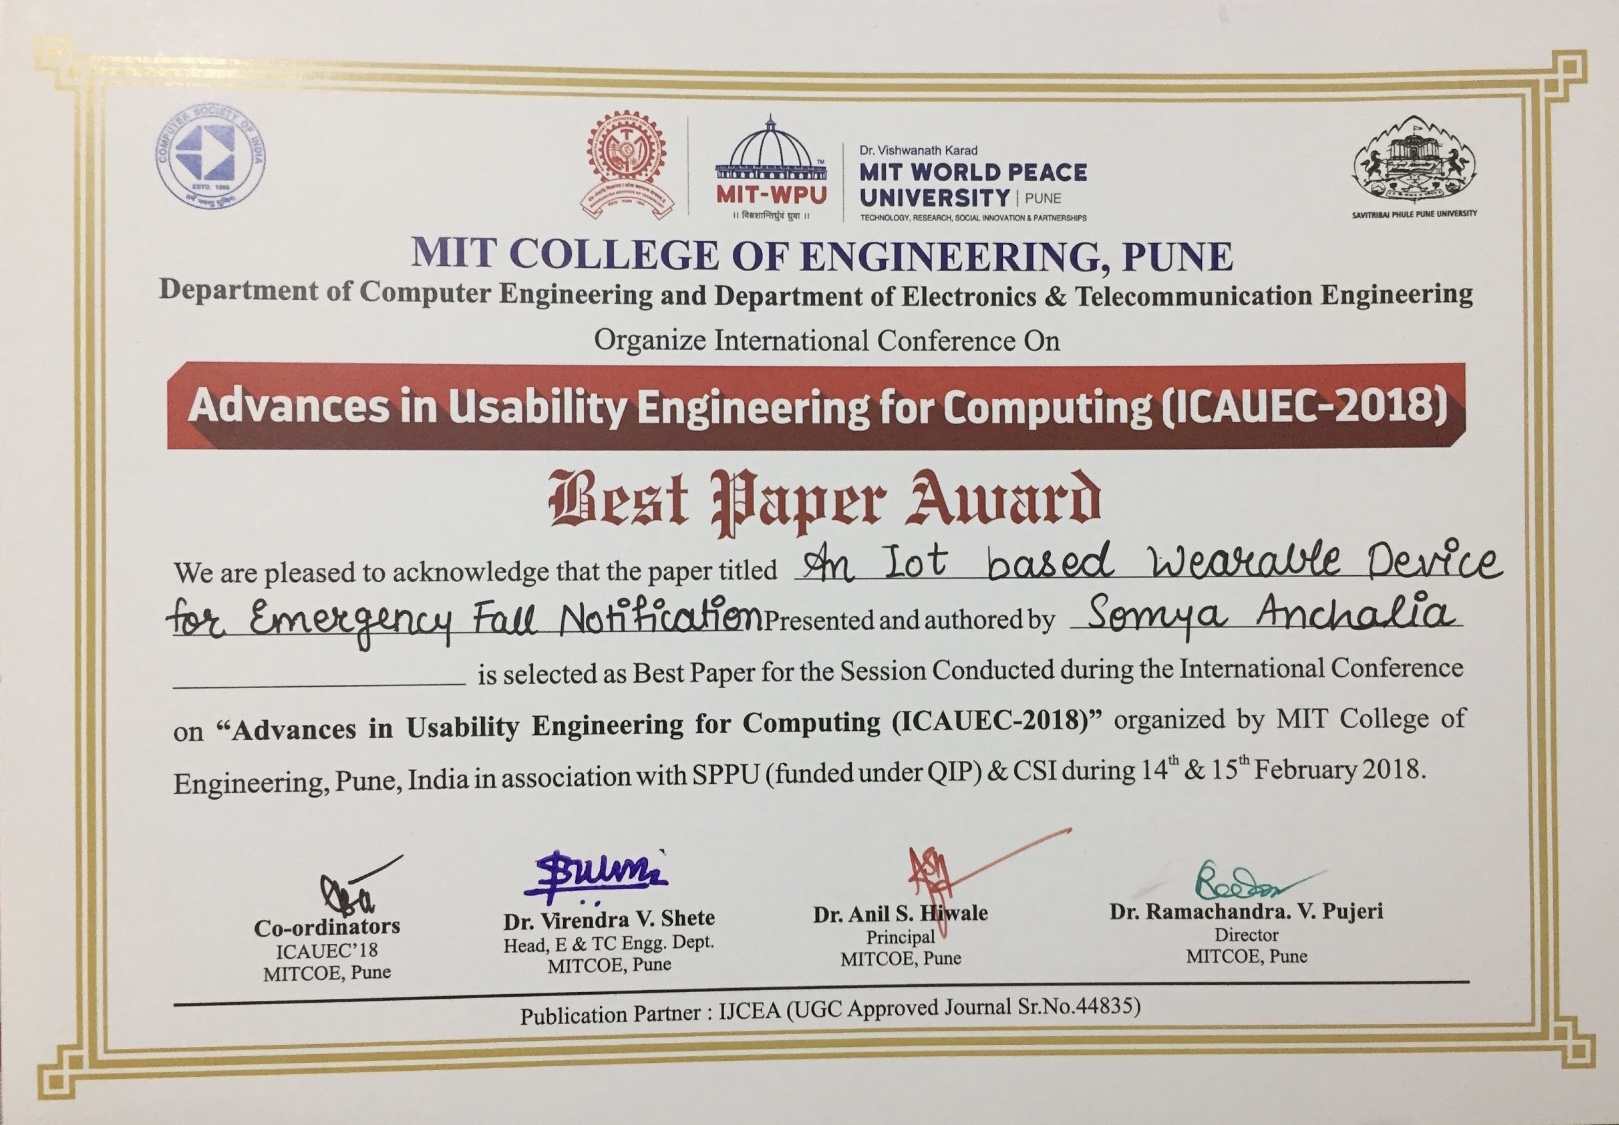 COMPUTER SOCIETY OF INDIA
ESTD. 1965
MIT-WPU
TM
॥ विश्वशान्तिर्ध्रुवं ध्रुवा ॥
Dr. Vishwanath Karad
MIT WORLD PEACE
UNIVERSITY | PUNE
TECHNOLOGY, RESEARCH, SOCIAL INNOVATION & PARTNERSHIPS
SAVITRIBAI PHULE PUNE UNIVERSITY
MIT COLLEGE OF ENGINEERING, PUNE
Department of Computer Engineering and Department of Electronics & Telecommunication Engineering
Organize International Conference On
Advances in Usability Engineering for Computing (ICAUEC-2018)
Best Paper Award
We are pleased to acknowledge that the paper titled An Iot based Wearable Device
for Emergency Fall Notification Presented and authored by Somya Anchalia
is selected as Best Paper for the Session Conducted during the International Conference
on “Advances in Usability Engineering for Computing (ICAUEC-2018)” organized by MIT College of
Engineering, Pune, India in association with SPPU (funded under QIP) & CSI during 14th & 15th February 2018.
Co-ordinators
ICAUEC’18
MITCOE, Pune
Dr. Virendra V. Shete
Head, E & TC Engg. Dept.
MITCOE, Pune
Dr. Anil S. Hiwale
Principal
MITCOE, Pune
Dr. Ramachandra. V. Pujeri
Director
MITCOE, Pune
Publication Partner : IJCEA (UGC Approved Journal Sr.No.44835)